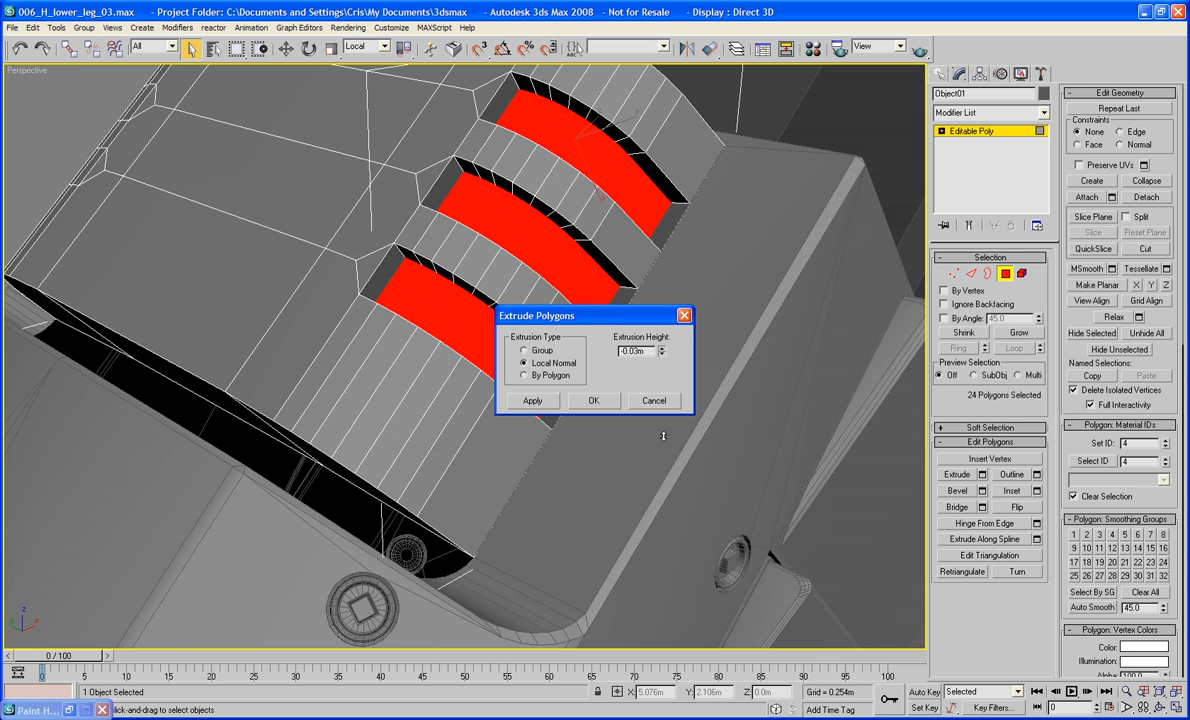 006_H_lower_leg_03.max - Project Folder: C:\Documents and Settings\Cris\My Documents\3dsmax - Autodesk 3ds Max 2008 - Not for Resale - Display : Direct 3D
File Edit Tools Group Views Create Modifiers reactor Animation Graph Editors Rendering Customize MAXScript Help
All Local View
Perspective
Object01
Modifier List
Editable Poly
Selection
By Vertex
Ignore Backfacing
By Angle: 45.0
Shrink Grow
Ring Loop
Preview Selection
Off SubObj Multi
24 Polygons Selected
Soft Selection
Edit Polygons
Insert Vertex
Extrude Outline
Bevel Inset
Bridge Flip
Hinge From Edge
Extrude Along Spline
Edit Triangulation
Retriangulate Turn
Edit Geometry
Repeat Last
Constraints
None Edge
Face Normal
Preserve UVs
Create Collapse
Attach Detach
Slice Plane Split
Slice Reset Plane
QuickSlice Cut
MSmooth Tessellate
Make Planar X Y Z
View Align Grid Align
Relax
Hide Selected Unhide All
Hide Unselected
Named Selections:
Copy Paste
Delete Isolated Vertices
Full Interactivity
Polygon: Material IDs
Set ID: 4
Select ID 4
Clear Selection
Polygon: Smoothing Groups
1 2 3 4 5 6 7 8
9 10 11 12 13 14 15 16
17 18 19 20 21 22 23 24
25 26 27 28 29 30 31 32
Select By SG Clear All
Auto Smooth 45.0
Polygon: Vertex Colors
Color:
Illumination:
Alpha: 100.0
Extrude Polygons
Extrusion Type
Group
Local Normal
By Polygon
Extrusion Height:
-0.03m
Apply OK Cancel
z
x
0 / 100
0 5 10 15 20 25 30 35 40 45 50 55 60 65 70 75 80 85 90 95 100
1 Object Selected X: 5.076m Y: 2.106m Z: 0.0m Grid = 0.254m Auto Key Selected
Paint H... lick-and-drag to select objects Add Time Tag Set Key Key Filters... 0